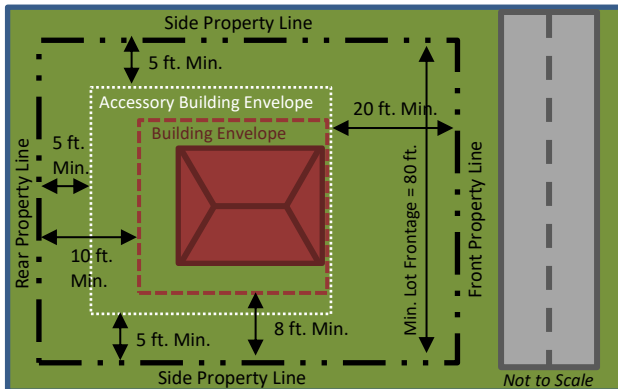 Side Property Line
5 ft. Min.
Accessory Building Envelope
20 ft. Min.
Building Envelope
5 ft.
Min.
Rear Property Line
Min. Lot Frontage = 80 ft.
Front Property Line
10 ft.
Min.
5 ft. Min.
8 ft. Min.
Side Property Line
Not to Scale